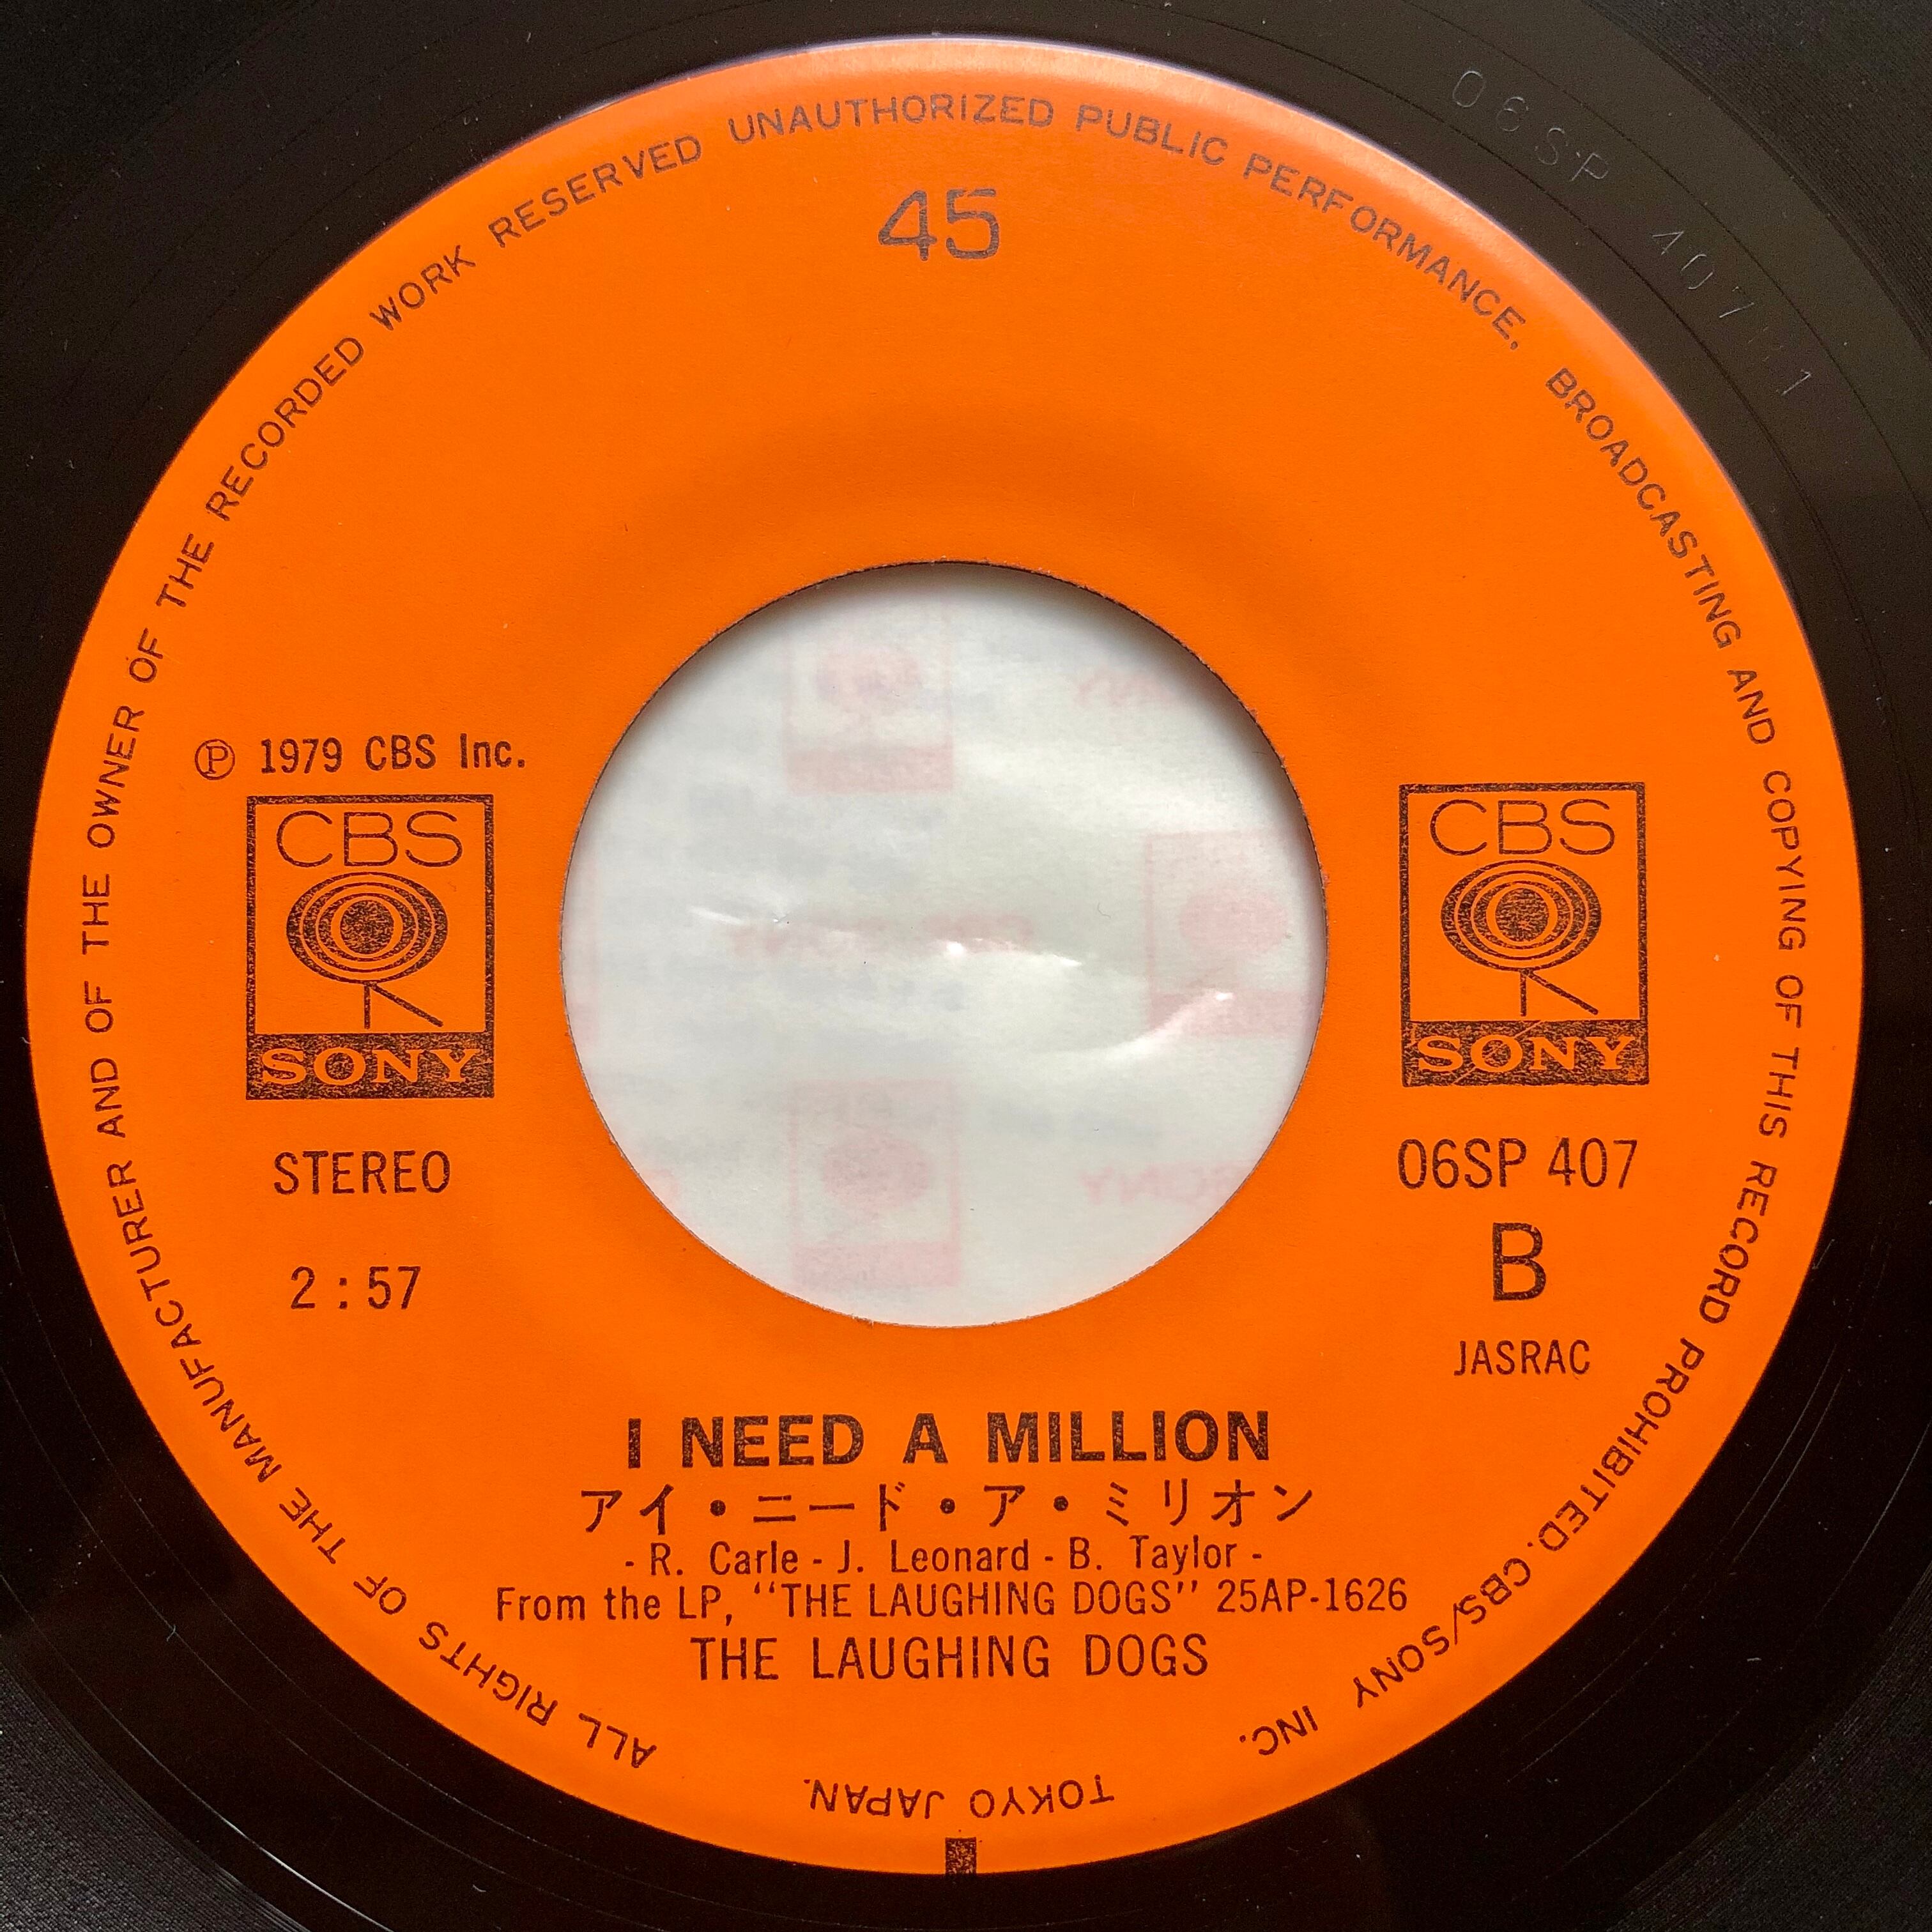 ALL RIGHTS OF THE MANUFACTURER AND OF THE OWNER OF THE RECORDED WORK RESERVED UNAUTHORIZED PUBLIC PERFORMANCE, BROADCASTING AND COPYING OF THIS RECORD PROHIBITED. CBS/SONY INC.
TOKYO JAPAN.
45
℗ 1979 CBS Inc.
CBS
SONY
CBS
SONY
STEREO
06SP 407
2:57
B
JASRAC
I NEED A MILLION
アイ・ニード・ア・ミリオン
- R. Carle - J. Leonard - B. Taylor -
From the LP, “THE LAUGHING DOGS” 25AP-1626
THE LAUGHING DOGS
06SP 407